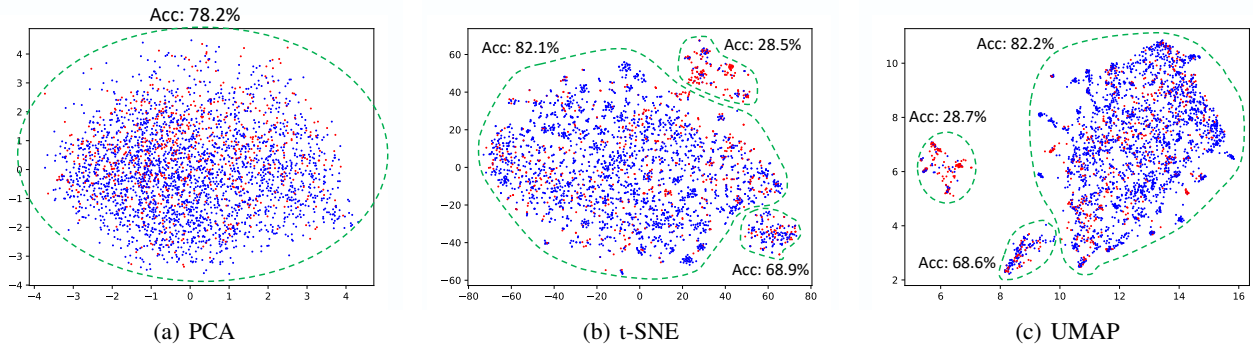 Acc: 78.2%
4
3
2
1
0
−1
−2
−3
−4
−4 −3 −2 −1 0 1 2 3 4
(a) PCA
Acc: 82.1%
Acc: 28.5%
60
40
20
0
−20
−40
−60
Acc: 68.9%
−80 −60 −40 −20 0 20 40 60 80
(b) t-SNE
Acc: 82.2%
10
Acc: 28.7%
8
6
4
Acc: 68.6%
2
6 8 10 12 14 16
(c) UMAP